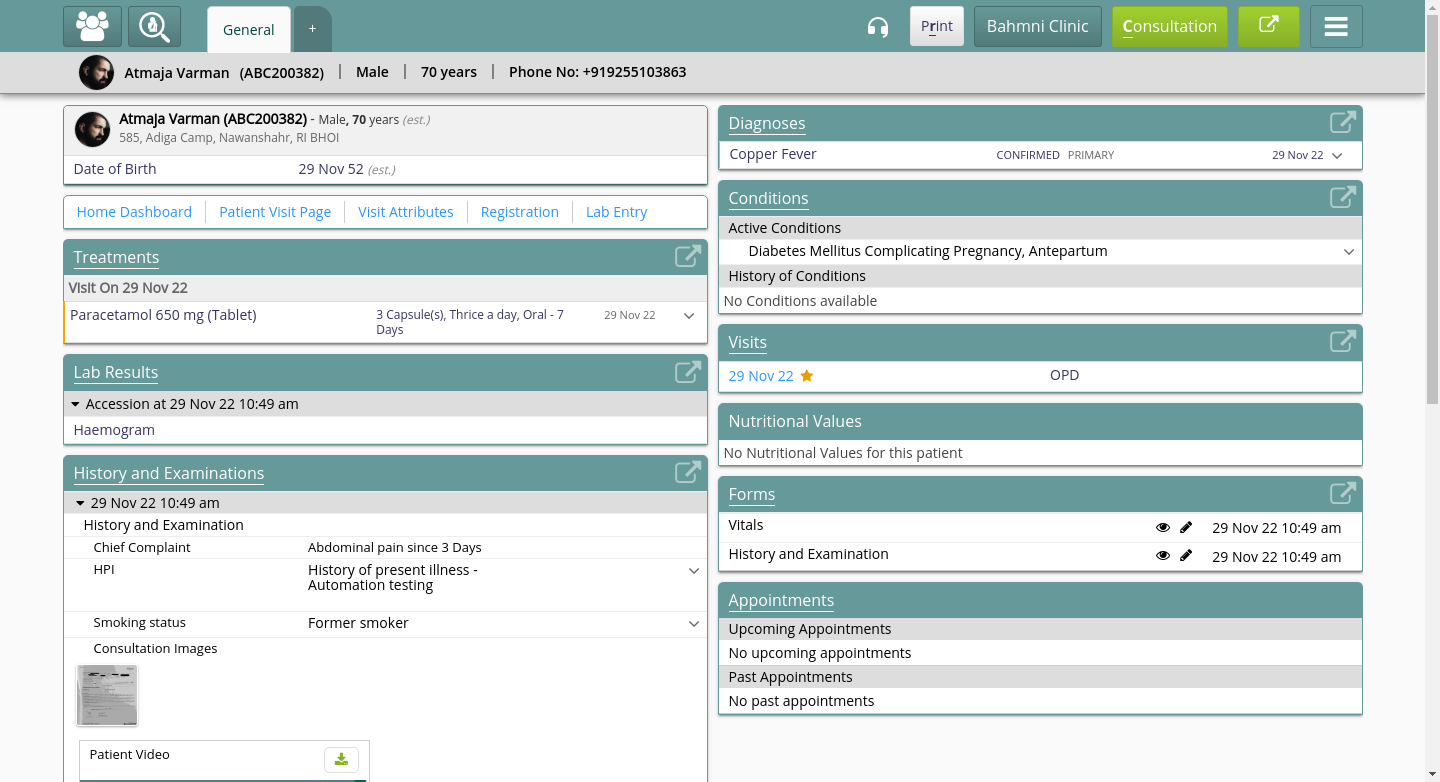 General
+
Print
Bahmni Clinic
Consultation
Atmaja Varman (ABC200382) | Male | 70 years | Phone No: +919255103863
Atmaja Varman (ABC200382) - Male, 70 years (est.)
585, Adiga Camp, Nawanshahr, RI BHOI
Date of Birth 29 Nov 52 (est.)
Home Dashboard
Patient Visit Page
Visit Attributes
Registration
Lab Entry
Treatments
Visit On 29 Nov 22
Paracetamol 650 mg (Tablet) 3 Capsule(s), Thrice a day, Oral - 7 29 Nov 22
Days
Lab Results
Accession at 29 Nov 22 10:49 am
Haemogram
History and Examinations
29 Nov 22 10:49 am
History and Examination
Chief Complaint Abdominal pain since 3 Days
HPI History of present illness -
Automation testing
Smoking status Former smoker
Consultation Images
Patient Video
Diagnoses
Copper Fever CONFIRMED PRIMARY 29 Nov 22
Conditions
Active Conditions
Diabetes Mellitus Complicating Pregnancy, Antepartum
History of Conditions
No Conditions available
Visits
29 Nov 22 OPD
Nutritional Values
No Nutritional Values for this patient
Forms
Vitals 29 Nov 22 10:49 am
History and Examination 29 Nov 22 10:49 am
Appointments
Upcoming Appointments
No upcoming appointments
Past Appointments
No past appointments